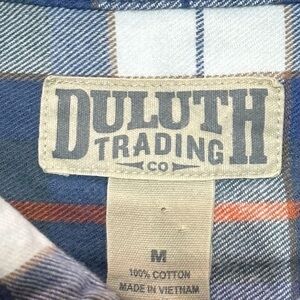 DULUTH
TRADING
CO
M
100% COTTON
MADE IN VIETNAM